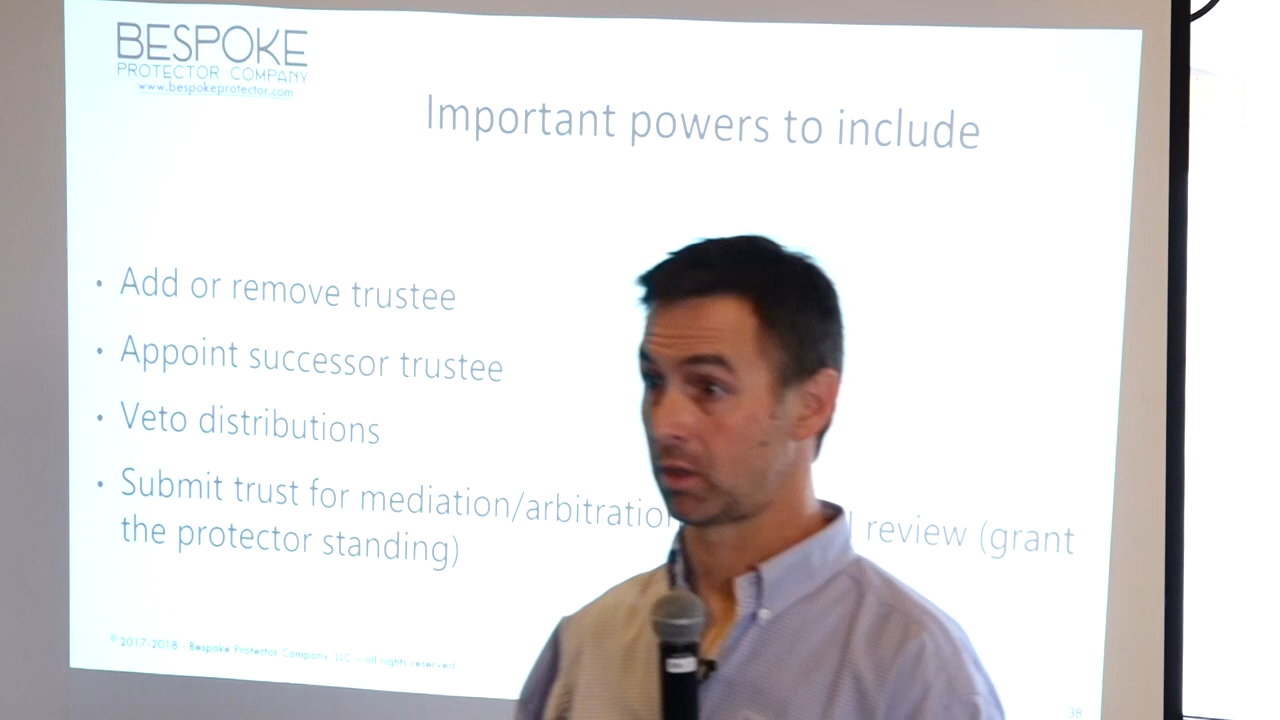 BESPOKE
PROTECTOR COMPANY
www.bespokeprotector.com
Important powers to include
• Add or remove trustee
• Appoint successor trustee
• Veto distributions
• Submit trust for mediation/arbitration review (grant
the protector standing)
© 2017-2018 - Bespoke Protector Company, LLC – all rights reserved
38